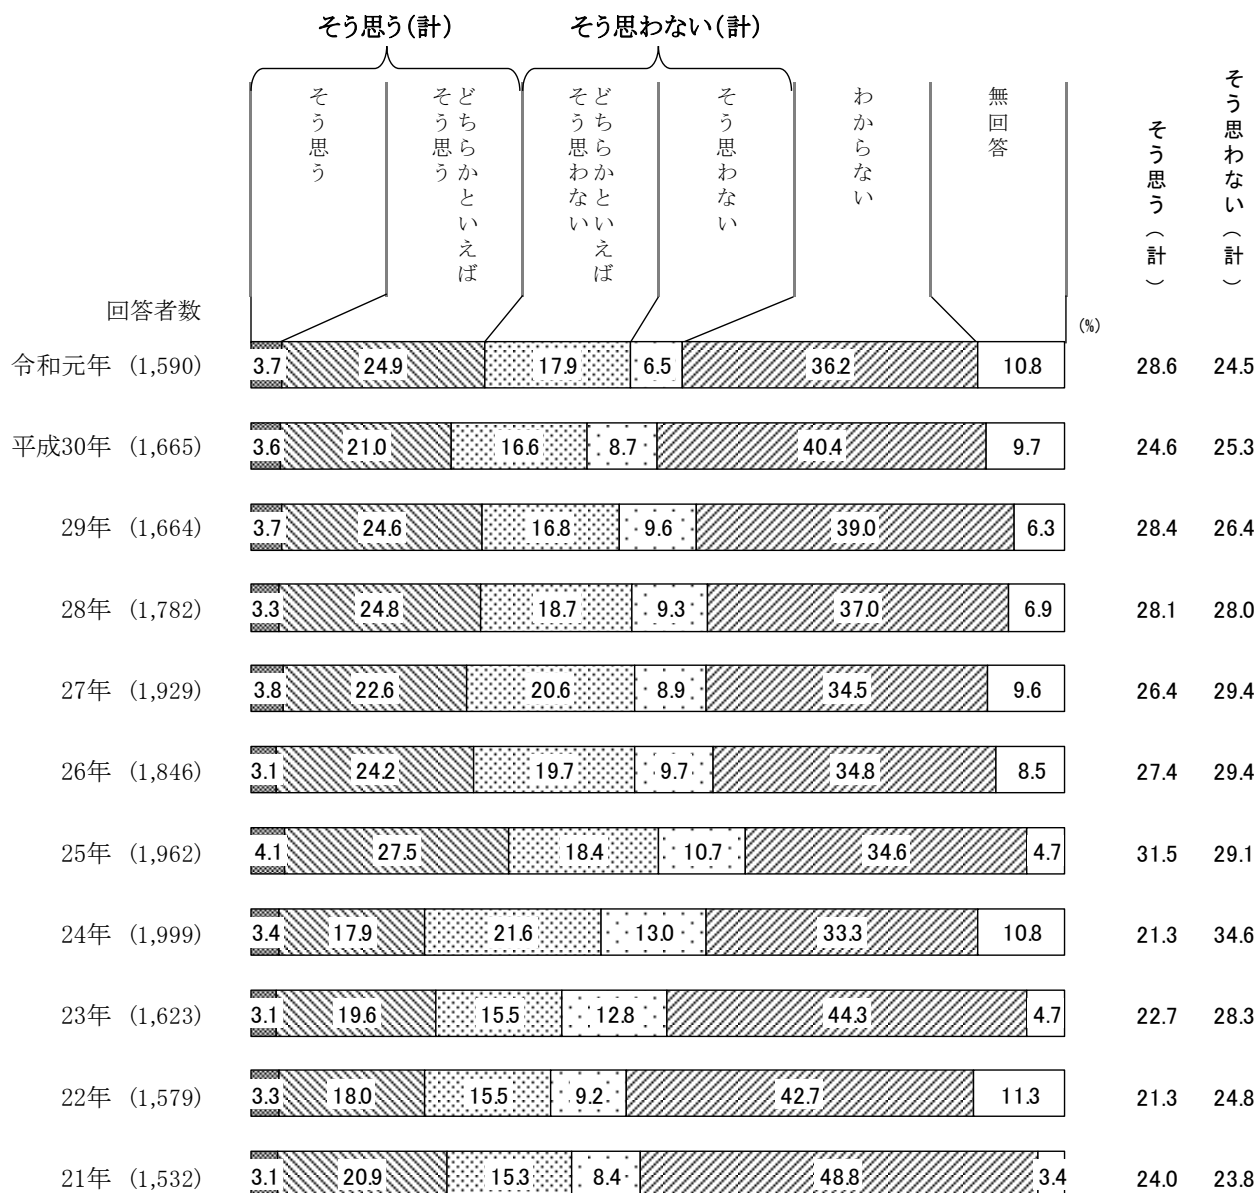 そう思う(計) そう思わない(計)
そう思う
どちらかといえば
そう思う
どちらかといえば
そう思わない
そう思わない
わからない
無回答
そう思う(計)
そう思わない(計)
回答者数
(%)
令和元年 (1,590) 3.7 24.9 17.9 6.5 36.2 10.8 28.6 24.5
平成30年 (1,665) 3.6 21.0 16.6 8.7 40.4 9.7 24.6 25.3
29年 (1,664) 3.7 24.6 16.8 9.6 39.0 6.3 28.4 26.4
28年 (1,782) 3.3 24.8 18.7 9.3 37.0 6.9 28.1 28.0
27年 (1,929) 3.8 22.6 20.6 8.9 34.5 9.6 26.4 29.4
26年 (1,846) 3.1 24.2 19.7 9.7 34.8 8.5 27.4 29.4
25年 (1,962) 4.1 27.5 18.4 10.7 34.6 4.7 31.5 29.1
24年 (1,999) 3.4 17.9 21.6 13.0 33.3 10.8 21.3 34.6
23年 (1,623) 3.1 19.6 15.5 12.8 44.3 4.7 22.7 28.3
22年 (1,579) 3.3 18.0 15.5 9.2 42.7 11.3 21.3 24.8
21年 (1,532) 3.1 20.9 15.3 8.4 48.8 3.4 24.0 23.8